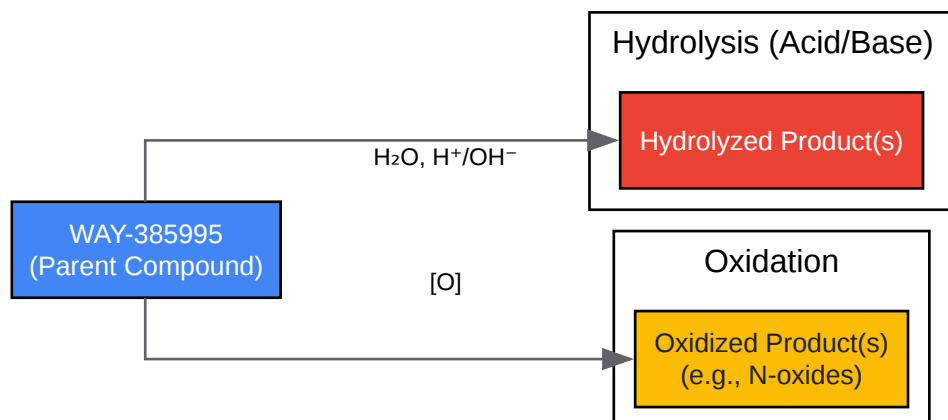 Hydrolysis (Acid/Base)
Hydrolyzed Product(s)
H₂O, H⁺/OH⁻
WAY-385995
(Parent Compound)
[O]
Oxidation
Oxidized Product(s)
(e.g., N-oxides)